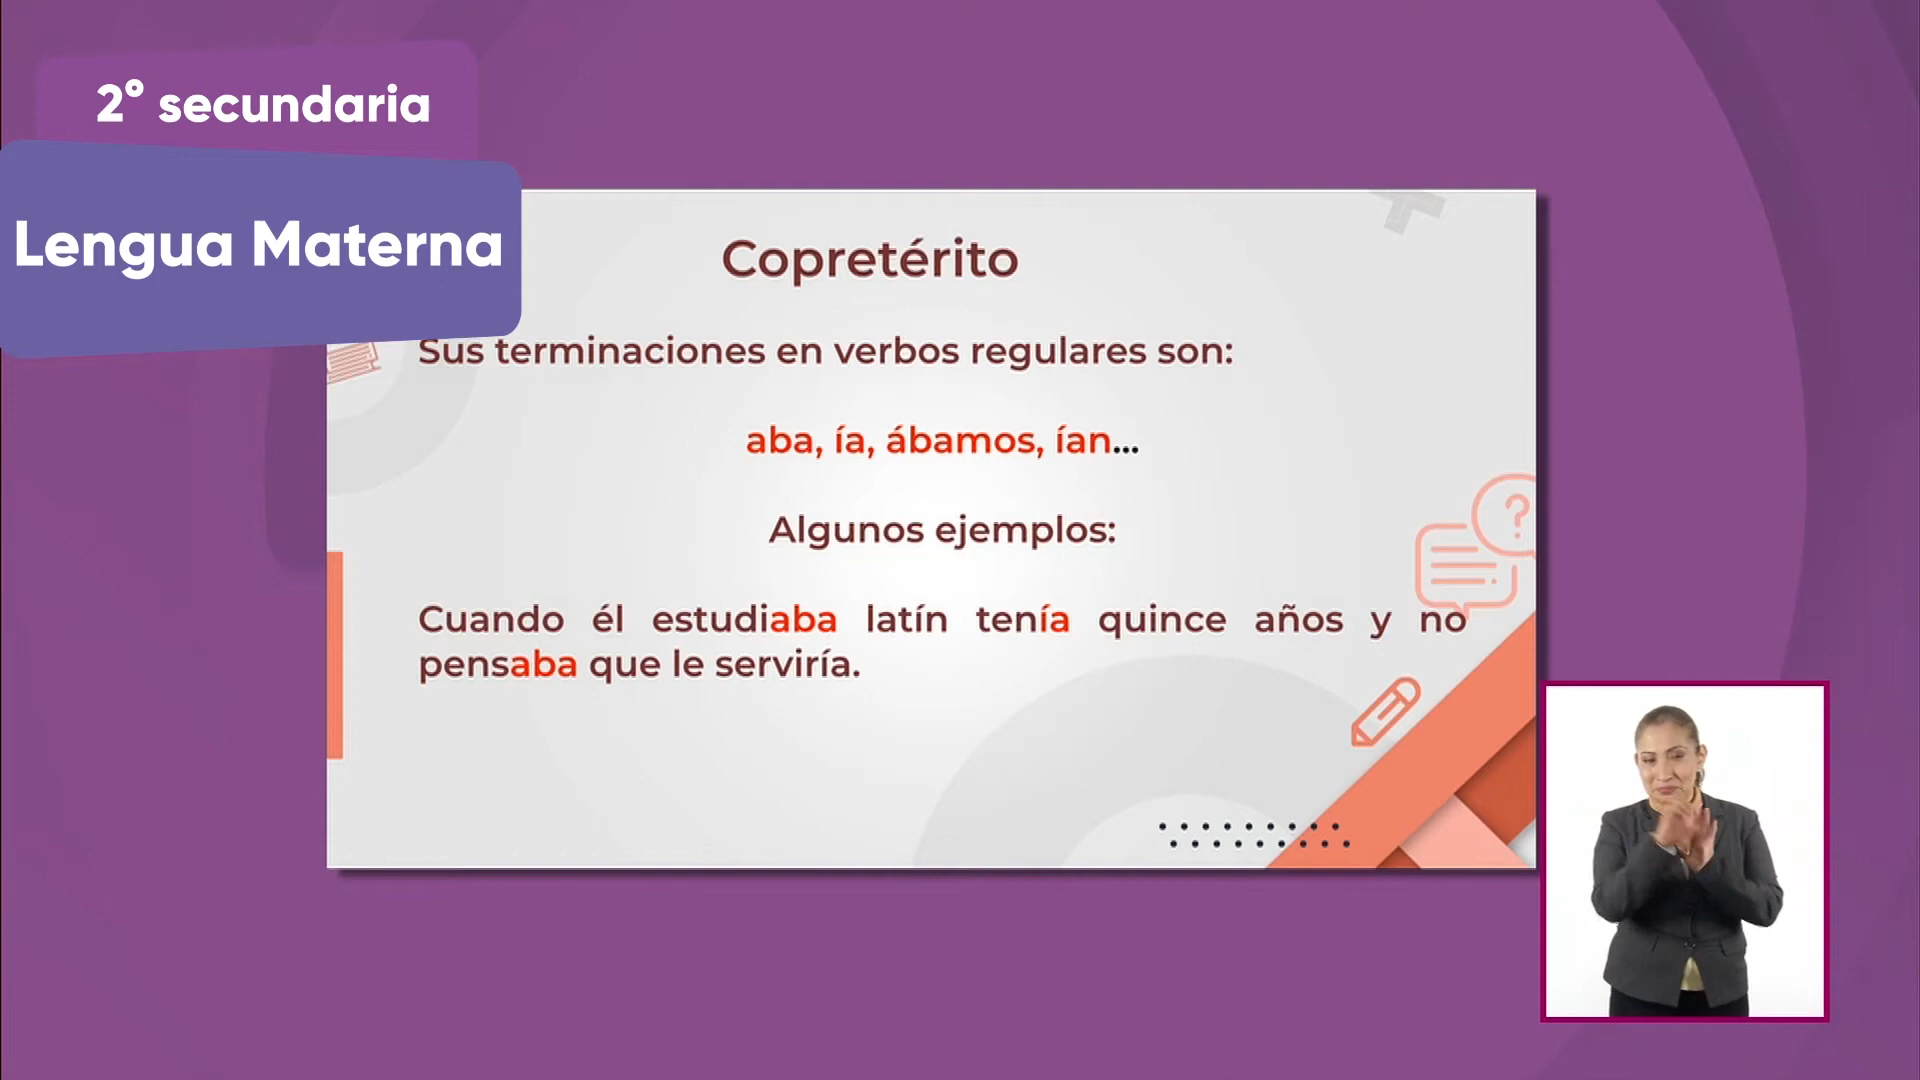 2° secundaria
Lengua Materna
Copretérito
Sus terminaciones en verbos regulares son:
aba, ía, ábamos, ían...
Algunos ejemplos:
Cuando él estudiaba latín tenía quince años y no
pensaba que le serviría.